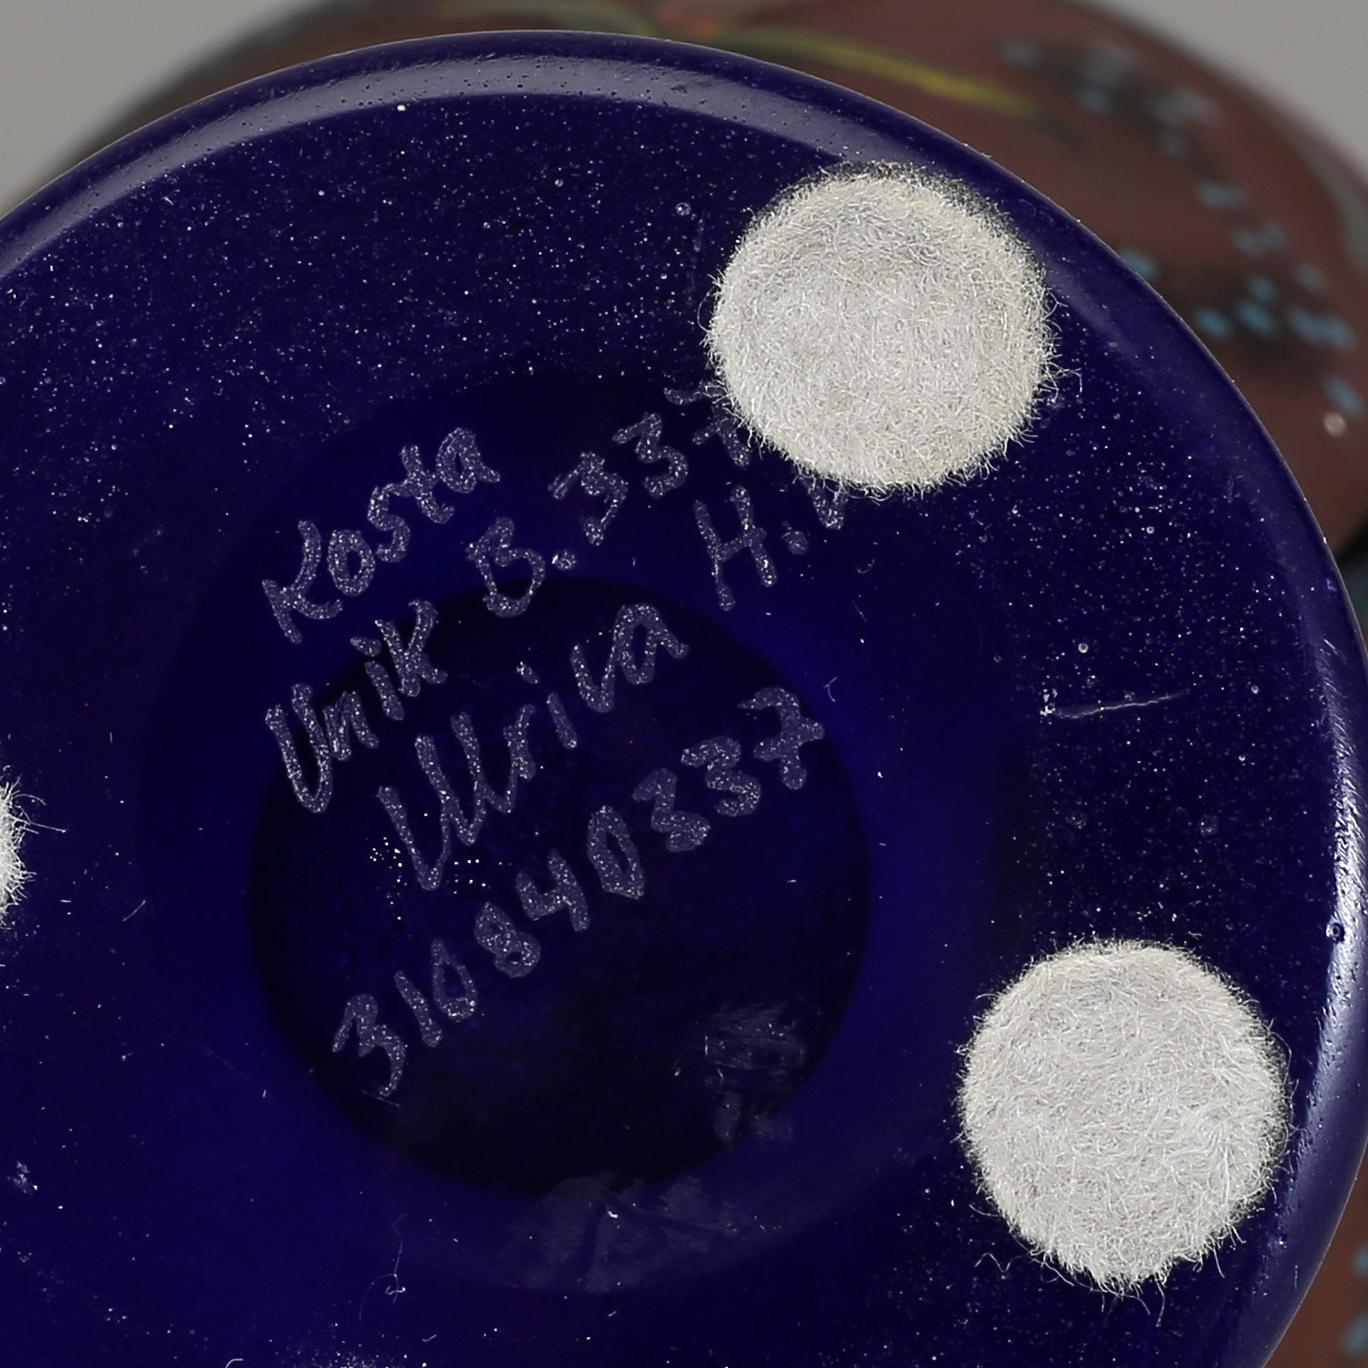 Kosta
Unik B. 337
Ulrica H.V
310840337